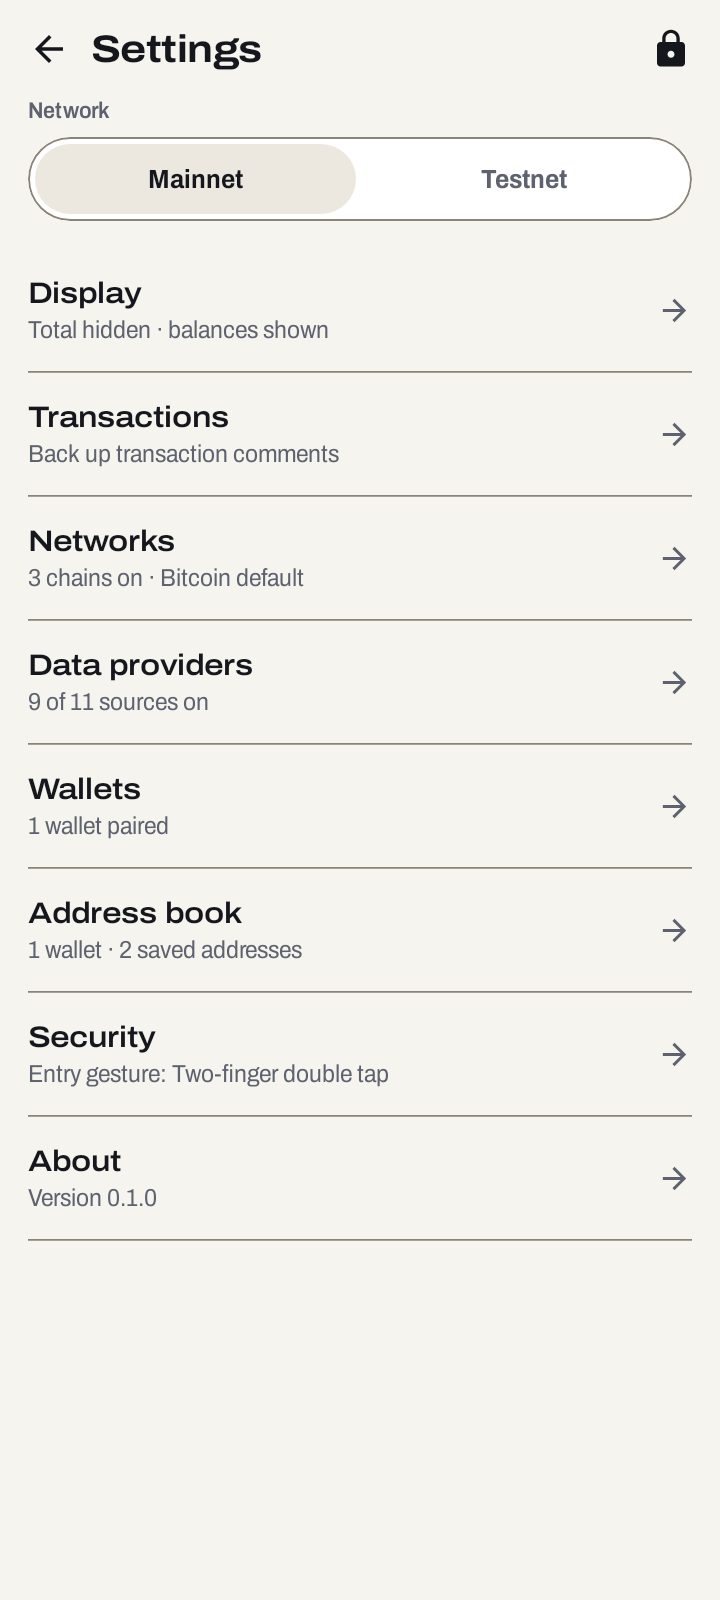 Settings
Network
Mainnet
Testnet
Display
Total hidden · balances shown
Transactions
Back up transaction comments
Networks
3 chains on · Bitcoin default
Data providers
9 of 11 sources on
Wallets
1 wallet paired
Address book
1 wallet · 2 saved addresses
Security
Entry gesture: Two-finger double tap
About
Version 0.1.0